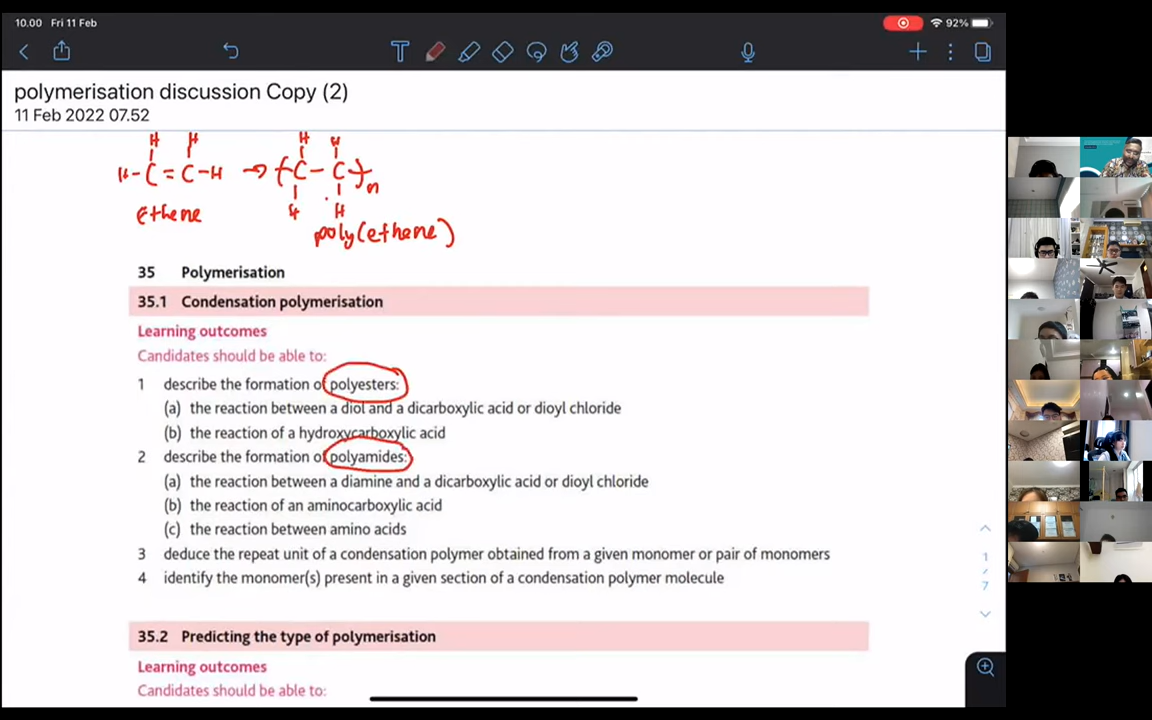 10.00 Fri 11 Feb
92%
polymerisation discussion Copy (2)
11 Feb 2022 07.52
H H H H
H-C=C-H → (C-C)n
H H
Ethene
poly(ethene)
35 Polymerisation
35.1 Condensation polymerisation
Learning outcomes
Candidates should be able to:
1 describe the formation of polyesters:
(a) the reaction between a diol and a dicarboxylic acid or dioyl chloride
(b) the reaction of a hydroxycarboxylic acid
2 describe the formation of polyamides:
(a) the reaction between a diamine and a dicarboxylic acid or dioyl chloride
(b) the reaction of an aminocarboxylic acid
(c) the reaction between amino acids
3 deduce the repeat unit of a condensation polymer obtained from a given monomer or pair of monomers
4 identify the monomer(s) present in a given section of a condensation polymer molecule
1
/
7
35.2 Predicting the type of polymerisation
Learning outcomes
Candidates should be able to: